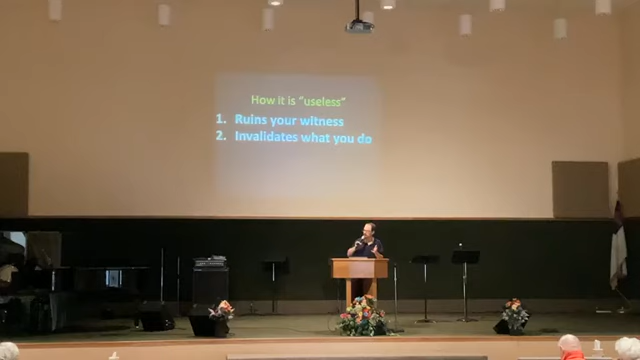 How it is "useless"
1. Ruins your witness
2. Invalidates what you do